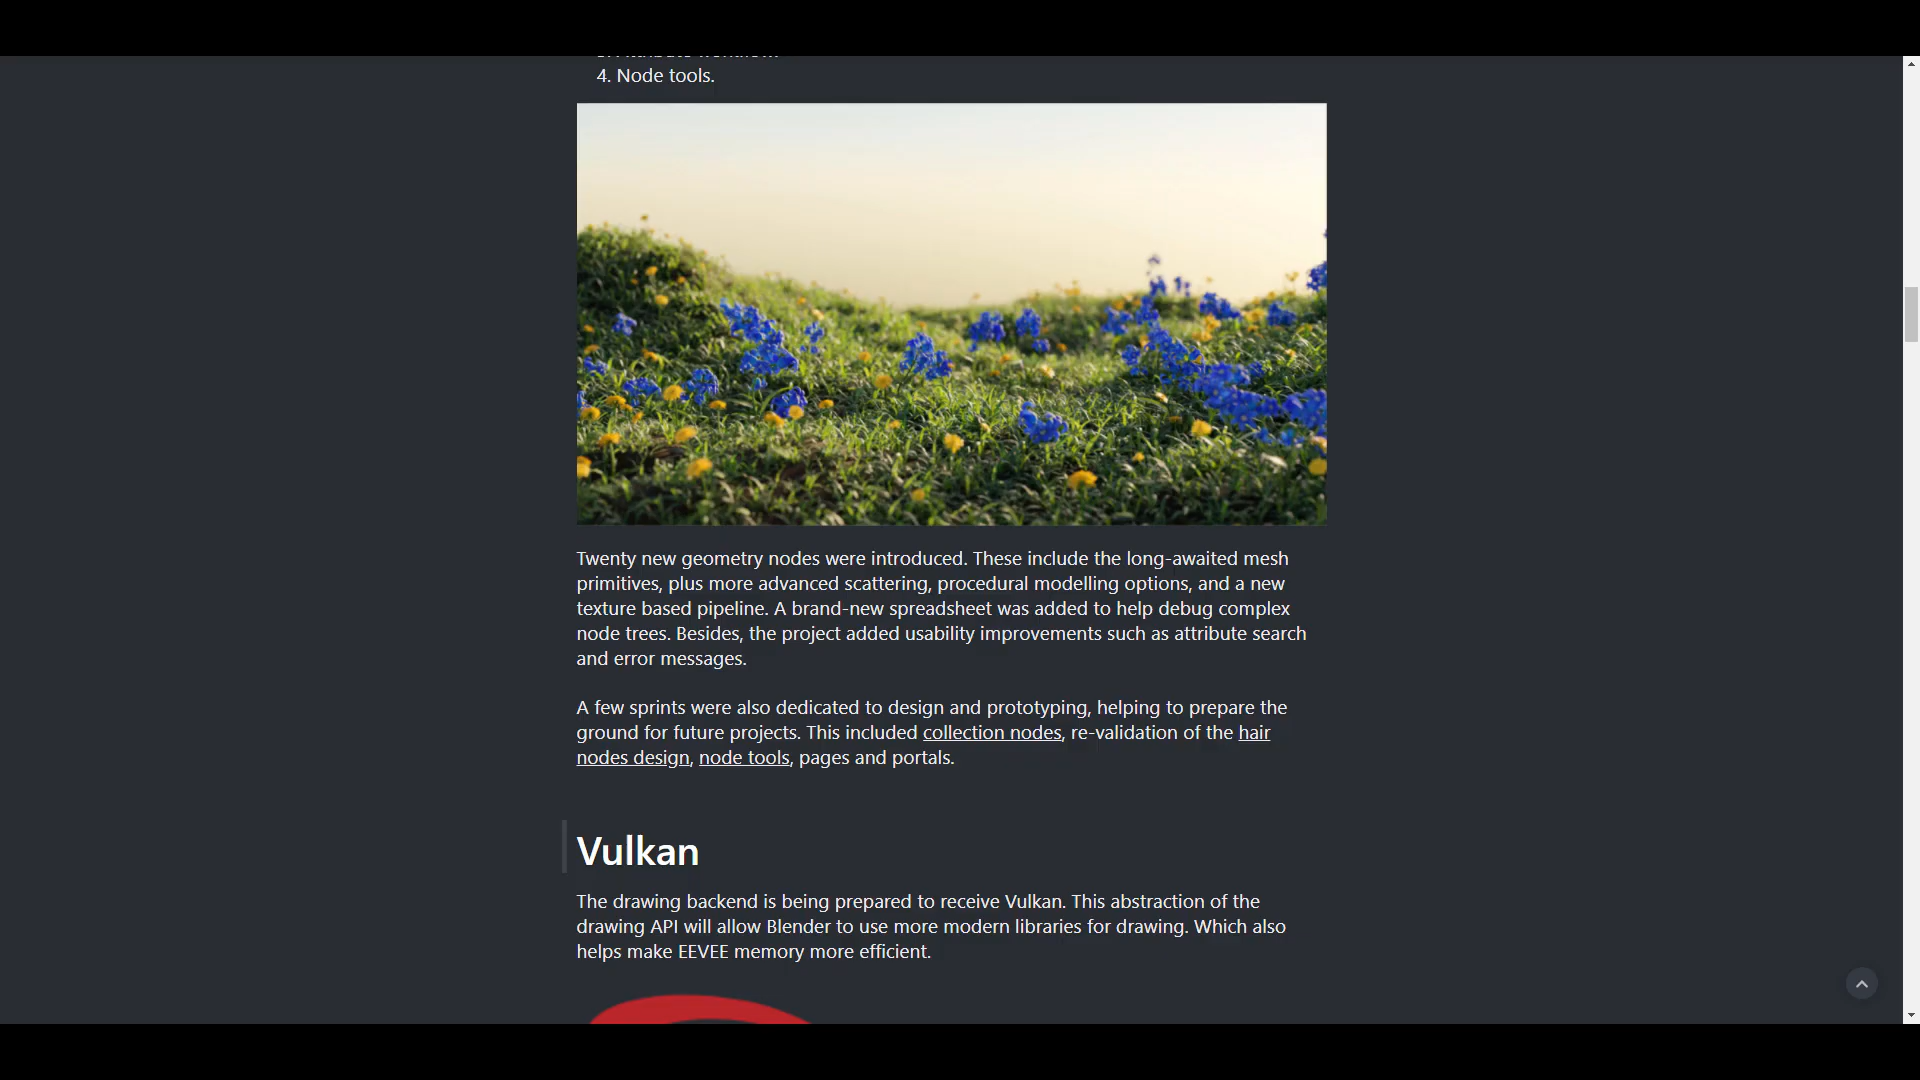 4. Node tools.
Twenty new geometry nodes were introduced. These include the long-awaited mesh
primitives, plus more advanced scattering, procedural modelling options, and a new
texture based pipeline. A brand-new spreadsheet was added to help debug complex
node trees. Besides, the project added usability improvements such as attribute search
and error messages.
A few sprints were also dedicated to design and prototyping, helping to prepare the
ground for future projects. This included collection nodes, re-validation of the hair
nodes design, node tools, pages and portals.
Vulkan
The drawing backend is being prepared to receive Vulkan. This abstraction of the
drawing API will allow Blender to use more modern libraries for drawing. Which also
helps make EEVEE memory more efficient.